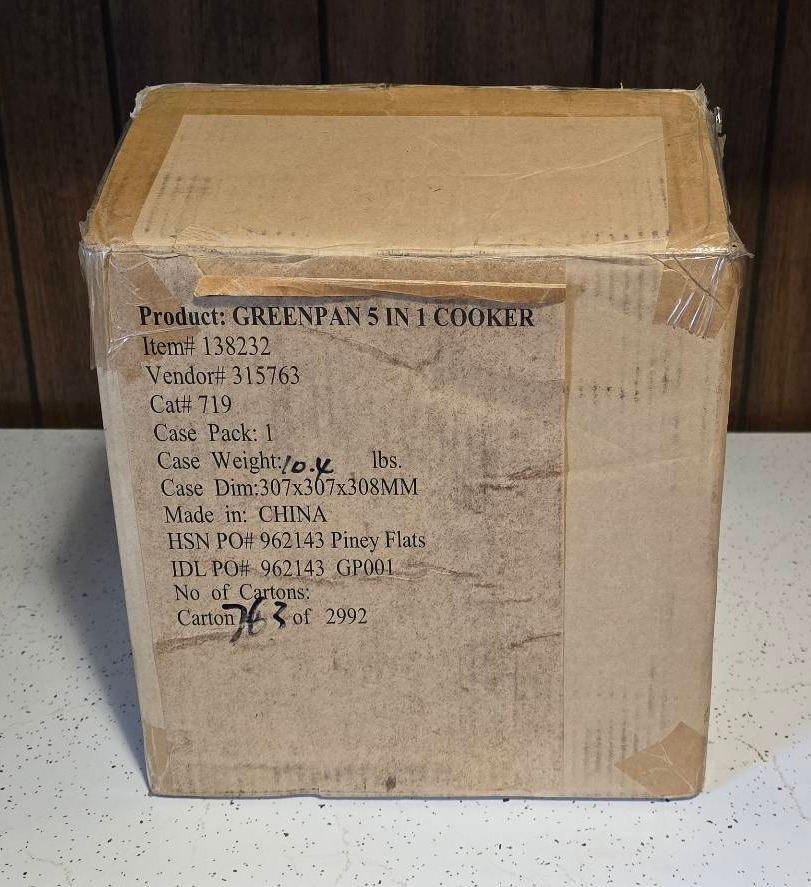 Product: GREENPAN 5 IN 1 COOKER
Item# 138232
Vendor# 315763
Cat# 719
Case Pack: 1
Case Weight: 10.4 lbs.
Case Dim:307x307x308MM
Made in: CHINA
HSN PO# 962143 Piney Flats
IDL PO# 962143 GP001
No of Cartons:
Carton 763 of 2992